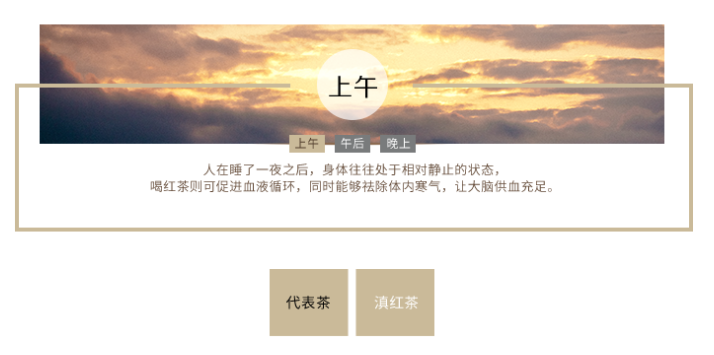 上午
上午 午后 晚上
人在睡了一夜之后，身体往往处于相对静止的状态，
喝红茶则可促进血液循环，同时能够祛除体内寒气，让大脑供血充足。
代表茶 滇红茶